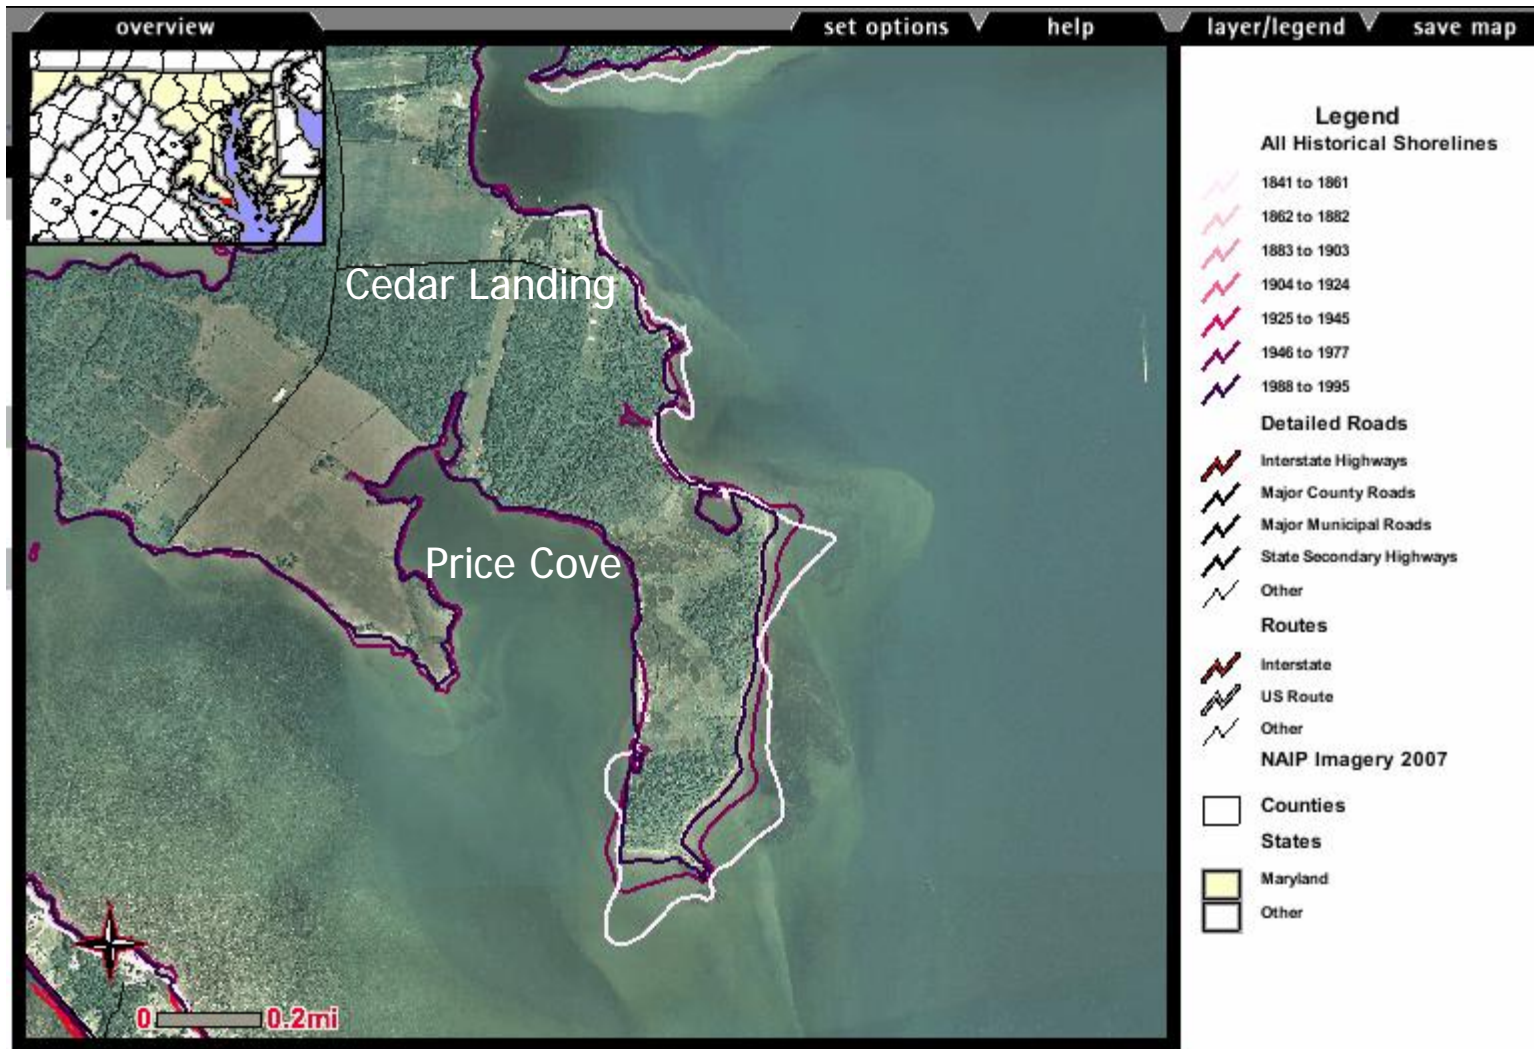 overview
set options
help
layer/legend
save map
Cedar Landing
Price Cove
0 0.2mi
Legend
All Historical Shorelines
1841 to 1861
1862 to 1882
1883 to 1903
1904 to 1924
1925 to 1945
1946 to 1977
1988 to 1995
Detailed Roads
Interstate Highways
Major County Roads
Major Municipal Roads
State Secondary Highways
Other
Routes
Interstate
US Route
Other
NAIP Imagery 2007
Counties
States
Maryland
Other